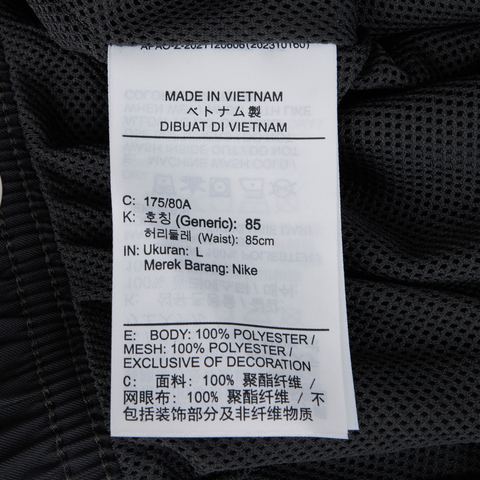 APAO-Z-2021120606(202310160)
MADE IN VIETNAM
ベトナム製
DIBUAT DI VIETNAM
C: 175/80A
K: 호칭 (Generic): 85
허리둘레 (Waist): 85cm
IN: Ukuran: L
Merek Barang: Nike
E: BODY: 100% POLYESTER /
MESH: 100% POLYESTER /
EXCLUSIVE OF DECORATION
C: 面料: 100% 聚酯纤维 /
网眼布: 100% 聚酯纤维 / 不
包括装饰部分及非纤维物质